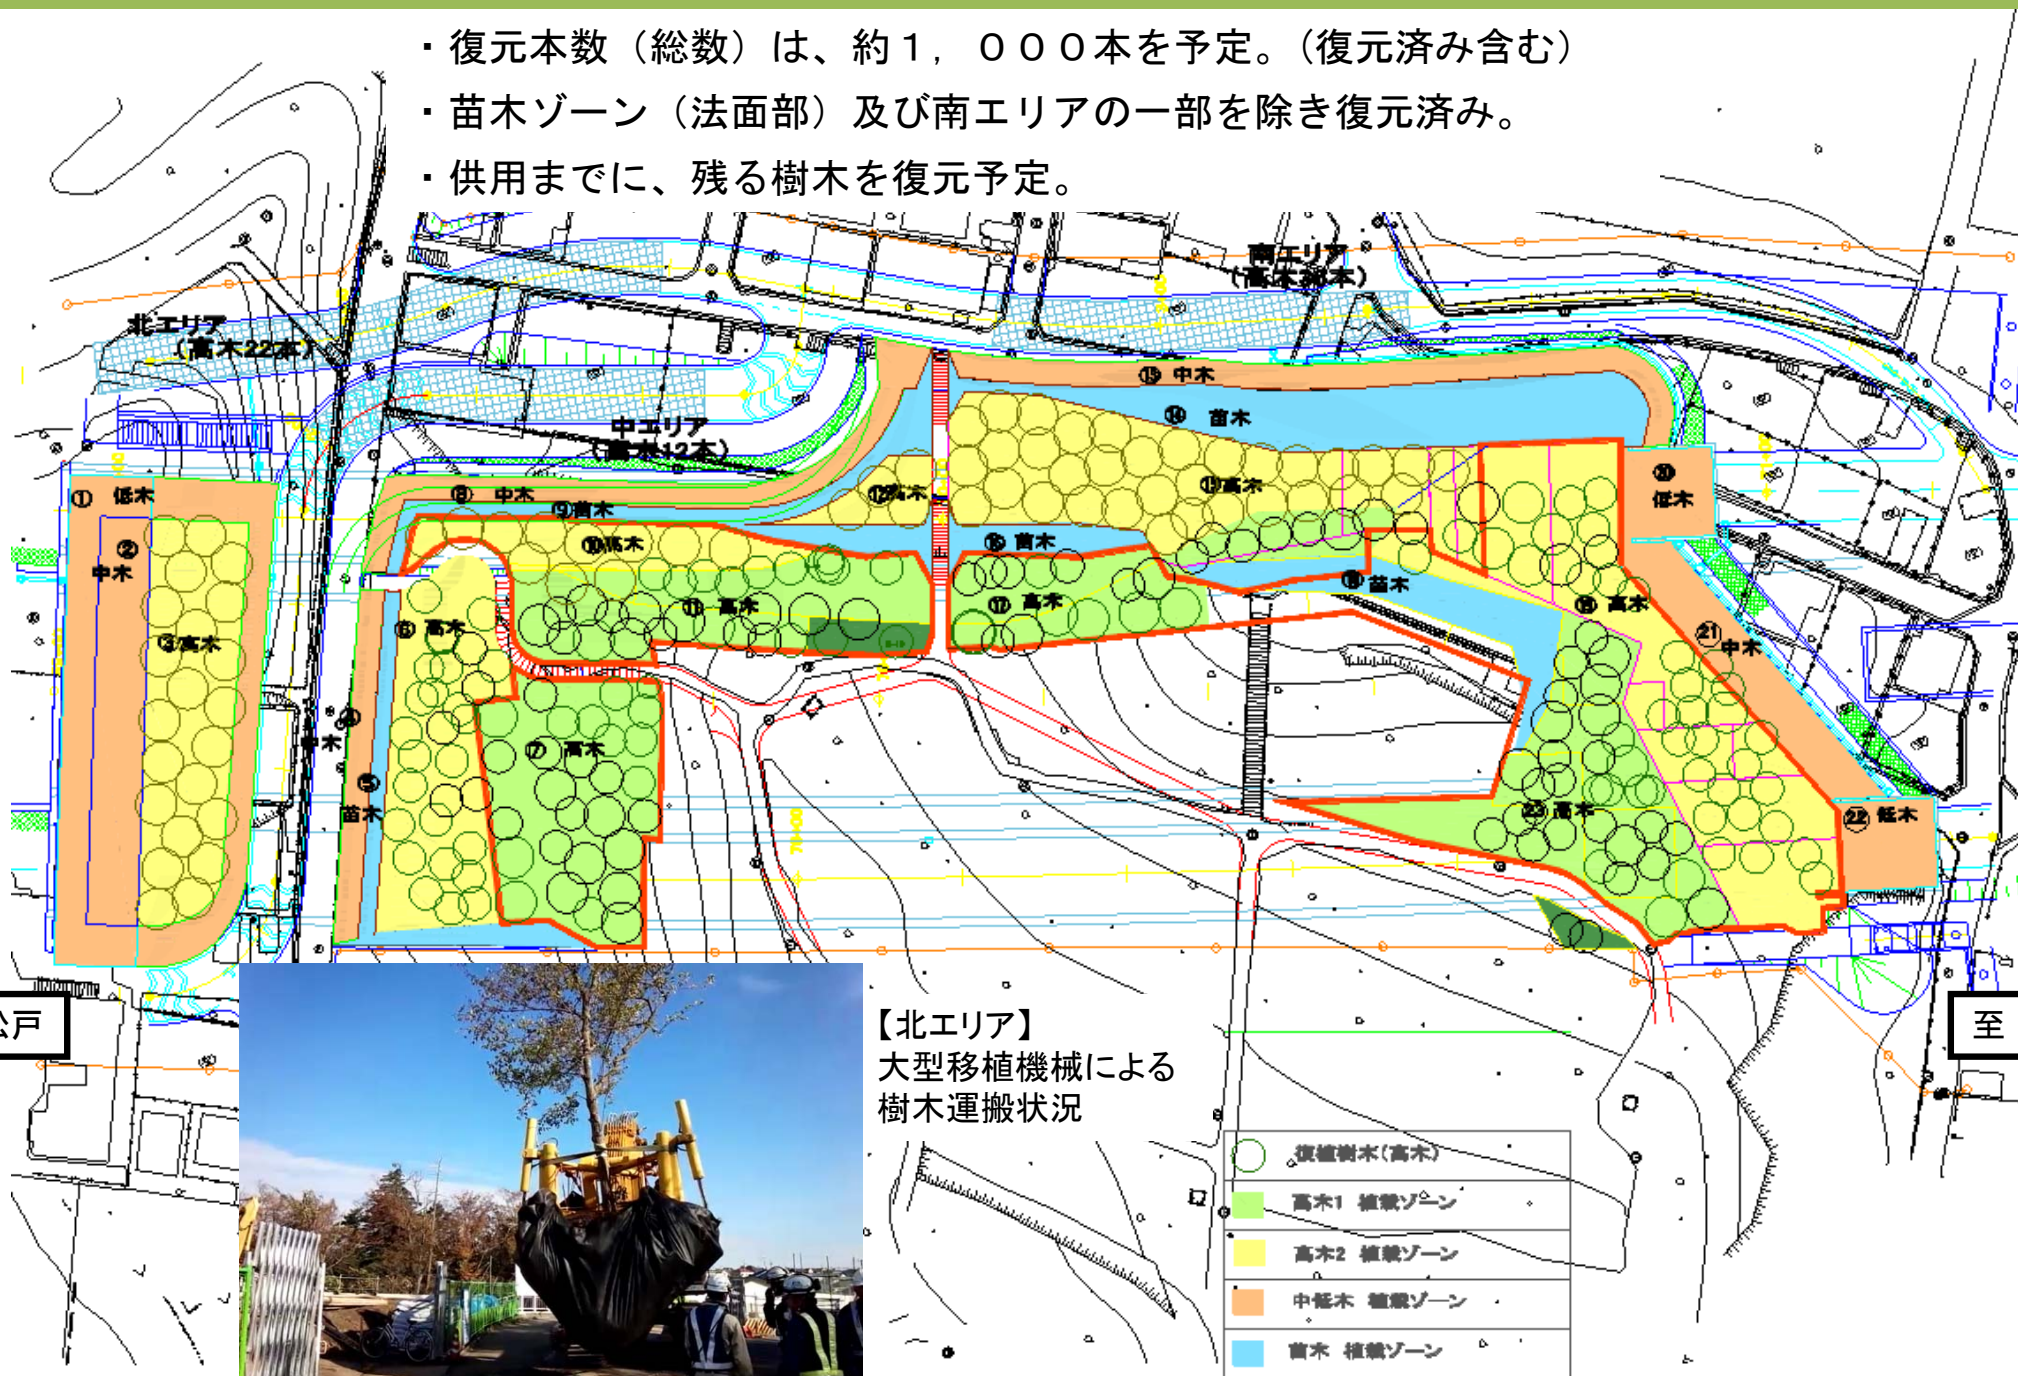 ・復元本数（総数）は、約１，０００本を予定。（復元済み含む）
・苗木ゾーン（法面部）及び南エリアの一部を除き復元済み。
・供用までに、残る樹木を復元予定。
南エリア
北エリア
（高木22本）
中エリア
（高木12本）
⑮ 中木
⑭ 苗木
① 低木
② 中木
③ 高木
④ 中木
⑤ 苗木
⑥ 高木
⑦ 高木
⑧ 中木
⑨ 苗木
⑩ 高木
⑪ 高木
⑫ 高木
⑬ 高木
苗木
⑰ 高木
苗木
高木
⑳ 低木
㉑ 中木
㉒ 低木
㉓ 高木
78+00
松戸
至
【北エリア】
大型移植機械による
樹木運搬状況
復植樹木（高木）
高木1 植栽ゾーン
高木2 植栽ゾーン
中低木 植栽ゾーン
苗木 植栽ゾーン